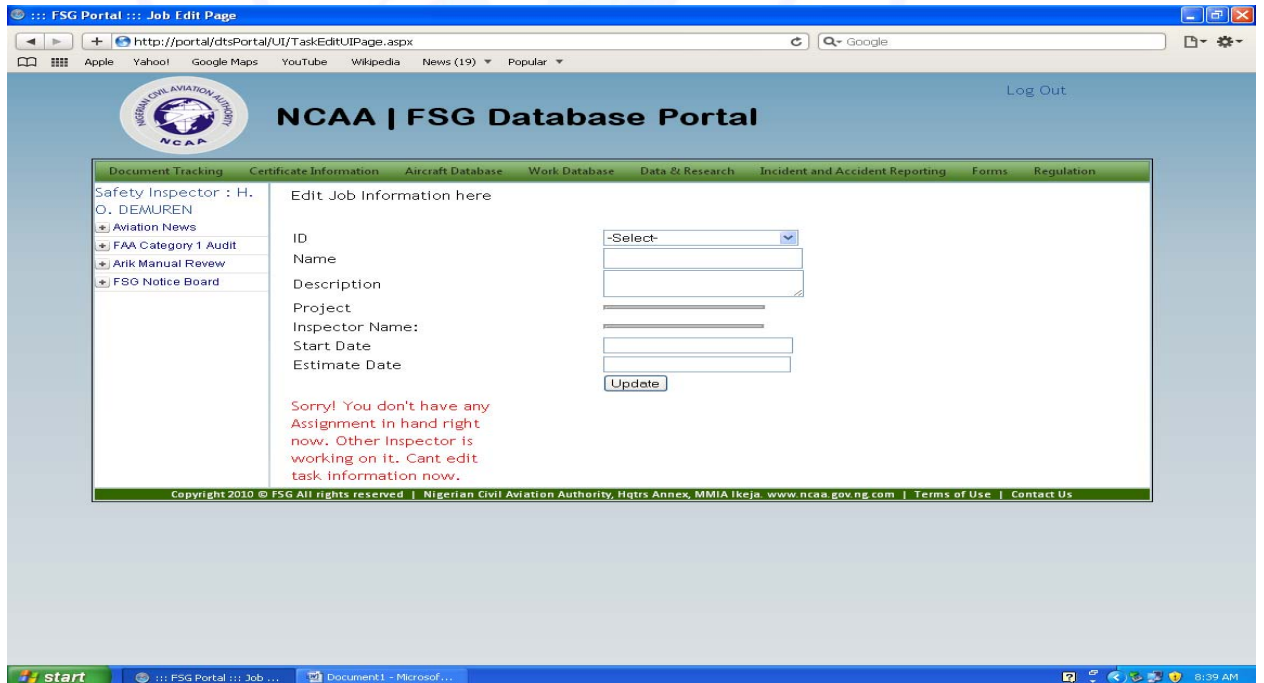 ::: FSG Portal ::: Job Edit Page
http://portal/dtsPortal/UI/TaskEditUIPage.aspx
Google
Apple Yahoo! Google Maps YouTube Wikipedia News (19) Popular
Log Out
NIGERIAN CIVIL AVIATION AUTHORITY
NCAA
NCAA | FSG Database Portal
Document Tracking Certificate Information Aircraft Database Work Database Data & Research Incident and Accident Reporting Forms Regulation
Safety Inspector : H.
O. DEMUREN
Aviation News
FAA Category 1 Audit
Arik Manual Revew
FSG Notice Board
Edit Job Information here
ID -Select-
Name
Description
Project
Inspector Name:
Start Date
Estimate Date
Update
Sorry! You don't have any
Assignment in hand right
now. Other Inspector is
working on it. Cant edit
task information now.
Copyright 2010 © FSG All rights reserved | Nigerian Civil Aviation Authority, Hqtrs Annex, MMIA Ikeja. www.ncaa.gov.ng.com | Terms of Use | Contact Us
start ::: FSG Portal ::: Job ... Document1 - Microsof... 8:39 AM